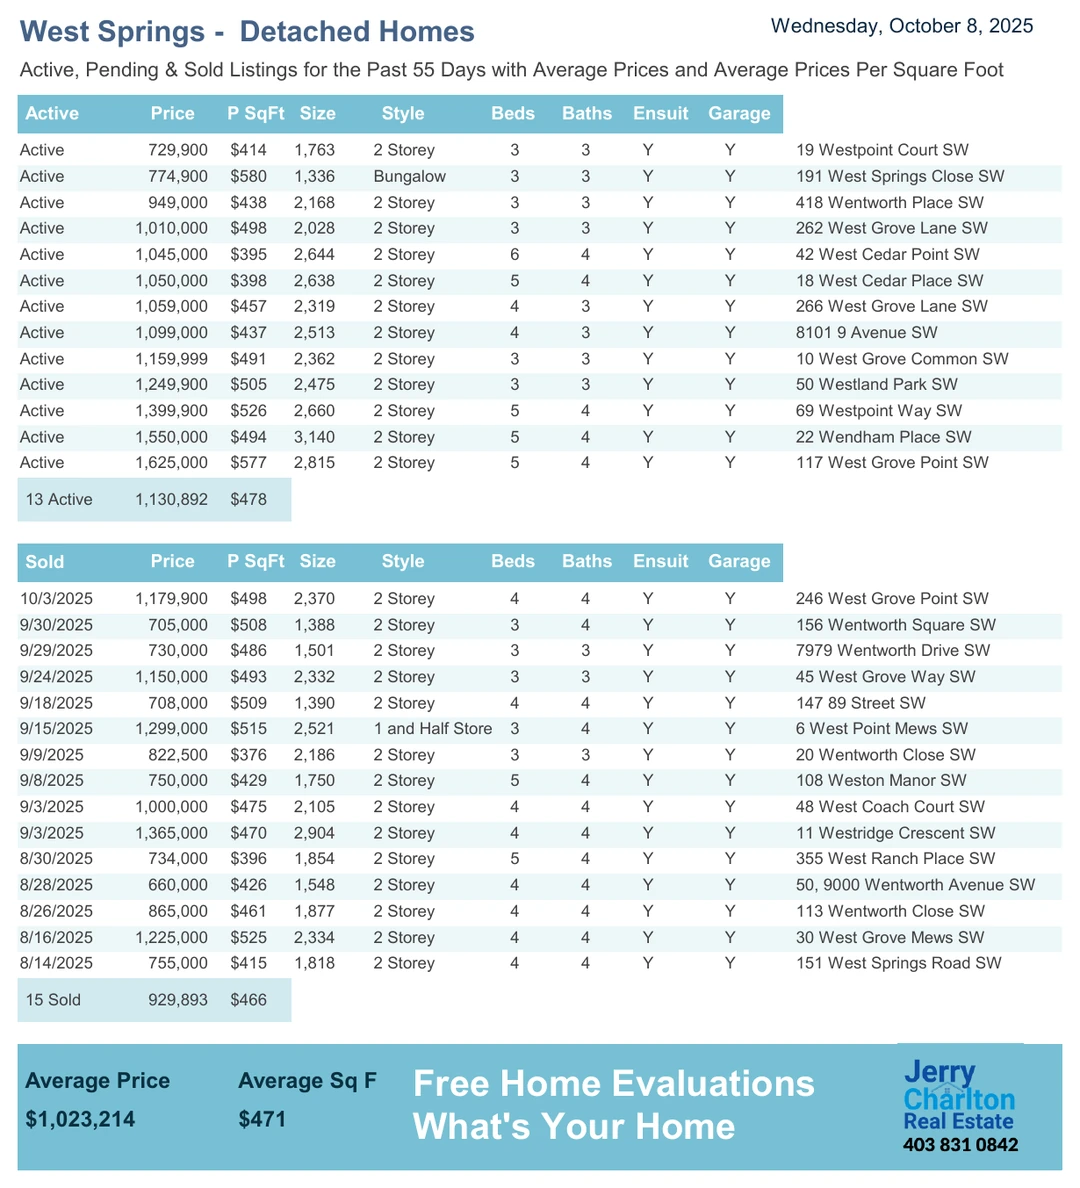 West Springs - Detached Homes
Wednesday, October 8, 2025
Active, Pending & Sold Listings for the Past 55 Days with Average Prices and Average Prices Per Square Foot
Active Price P SqFt Size Style Beds Baths Ensuit Garage
Active 729,900 $414 1,763 2 Storey 3 3 Y Y 19 Westpoint Court SW
Active 774,900 $580 1,336 Bungalow 3 3 Y Y 191 West Springs Close SW
Active 949,000 $438 2,168 2 Storey 3 3 Y Y 418 Wentworth Place SW
Active 1,010,000 $498 2,028 2 Storey 3 3 Y Y 262 West Grove Lane SW
Active 1,045,000 $395 2,644 2 Storey 6 4 Y Y 42 West Cedar Point SW
Active 1,050,000 $398 2,638 2 Storey 5 4 Y Y 18 West Cedar Place SW
Active 1,059,000 $457 2,319 2 Storey 4 3 Y Y 266 West Grove Lane SW
Active 1,099,000 $437 2,513 2 Storey 4 3 Y Y 8101 9 Avenue SW
Active 1,159,999 $491 2,362 2 Storey 3 3 Y Y 10 West Grove Common SW
Active 1,249,900 $505 2,475 2 Storey 3 3 Y Y 50 Westland Park SW
Active 1,399,900 $526 2,660 2 Storey 5 4 Y Y 69 Westpoint Way SW
Active 1,550,000 $494 3,140 2 Storey 5 4 Y Y 22 Wendham Place SW
Active 1,625,000 $577 2,815 2 Storey 5 4 Y Y 117 West Grove Point SW
13 Active 1,130,892 $478
Sold Price P SqFt Size Style Beds Baths Ensuit Garage
10/3/2025 1,179,900 $498 2,370 2 Storey 4 4 Y Y 246 West Grove Point SW
9/30/2025 705,000 $508 1,388 2 Storey 3 4 Y Y 156 Wentworth Square SW
9/29/2025 730,000 $486 1,501 2 Storey 3 3 Y Y 7979 Wentworth Drive SW
9/24/2025 1,150,000 $493 2,332 2 Storey 3 3 Y Y 45 West Grove Way SW
9/18/2025 708,000 $509 1,390 2 Storey 4 4 Y Y 147 89 Street SW
9/15/2025 1,299,000 $515 2,521 1 and Half Store 3 4 Y Y 6 West Point Mews SW
9/9/2025 822,500 $376 2,186 2 Storey 3 3 Y Y 20 Wentworth Close SW
9/8/2025 750,000 $429 1,750 2 Storey 5 4 Y Y 108 Weston Manor SW
9/3/2025 1,000,000 $475 2,105 2 Storey 4 4 Y Y 48 West Coach Court SW
9/3/2025 1,365,000 $470 2,904 2 Storey 4 4 Y Y 11 Westridge Crescent SW
8/30/2025 734,000 $396 1,854 2 Storey 5 4 Y Y 355 West Ranch Place SW
8/28/2025 660,000 $426 1,548 2 Storey 4 4 Y Y 50, 9000 Wentworth Avenue SW
8/26/2025 865,000 $461 1,877 2 Storey 4 4 Y Y 113 Wentworth Close SW
8/16/2025 1,225,000 $525 2,334 2 Storey 4 4 Y Y 30 West Grove Mews SW
8/14/2025 755,000 $415 1,818 2 Storey 4 4 Y Y 151 West Springs Road SW
15 Sold 929,893 $466
Average Price Average Sq F
$1,023,214 $471
Free Home Evaluations
What's Your Home
Jerry
Charlton
Real Estate
403 831 0842